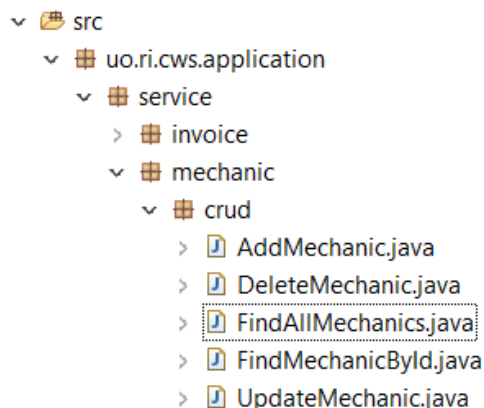 src
uo.ri.cws.application
service
invoice
mechanic
crud
AddMechanic.java
DeleteMechanic.java
FindAllMechanics.java
FindMechanicById.java
UpdateMechanic.java